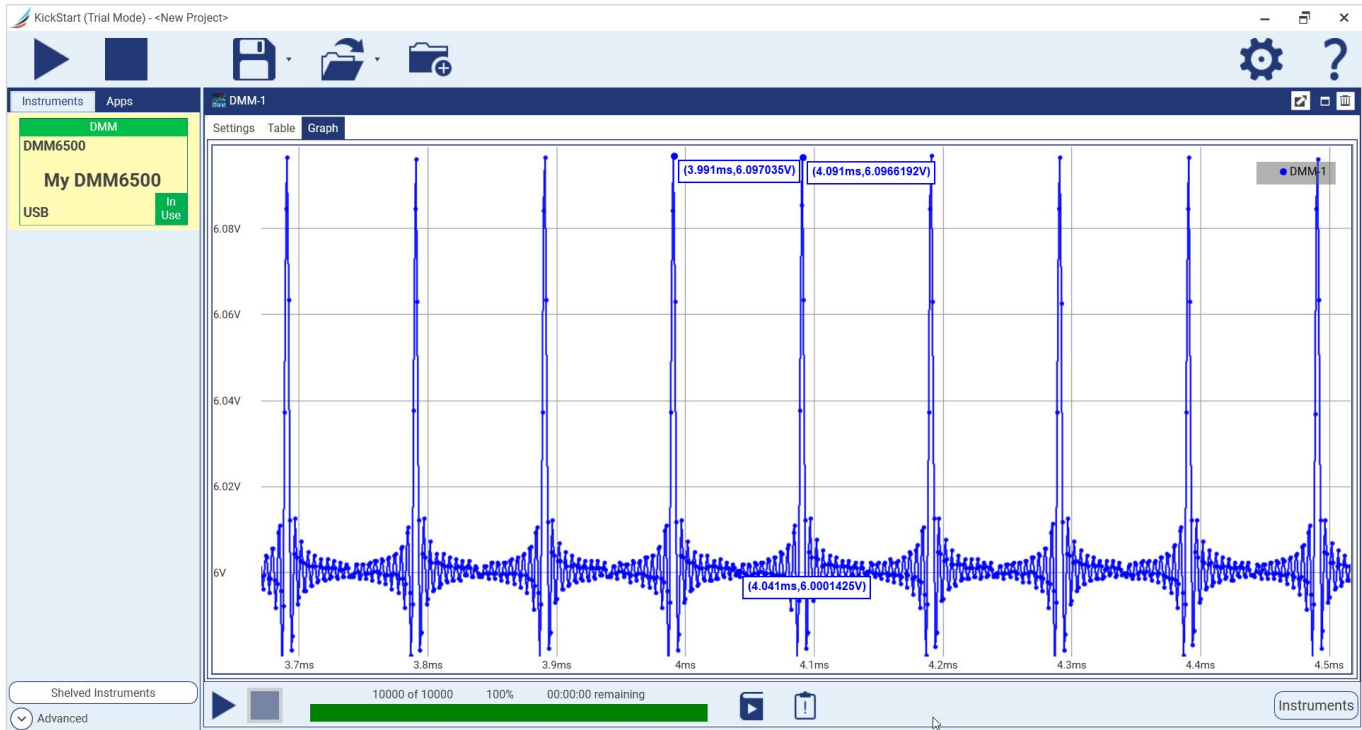 KickStart (Trial Mode) - <New Project>
Instruments Apps
DMM-1
DMM
DMM6500
My DMM6500
USB
In
Use
Settings Table Graph
(3.991ms,6.097035V)
(4.091ms,6.0966192V)
DMM-1
6.08V
6.06V
6.04V
6.02V
6V
(4.041ms,6.0001425V)
3.7ms 3.8ms 3.9ms 4ms 4.1ms 4.2ms 4.3ms 4.4ms 4.5ms
Shelved Instruments
Advanced
10000 of 10000 100% 00:00:00 remaining
Instruments